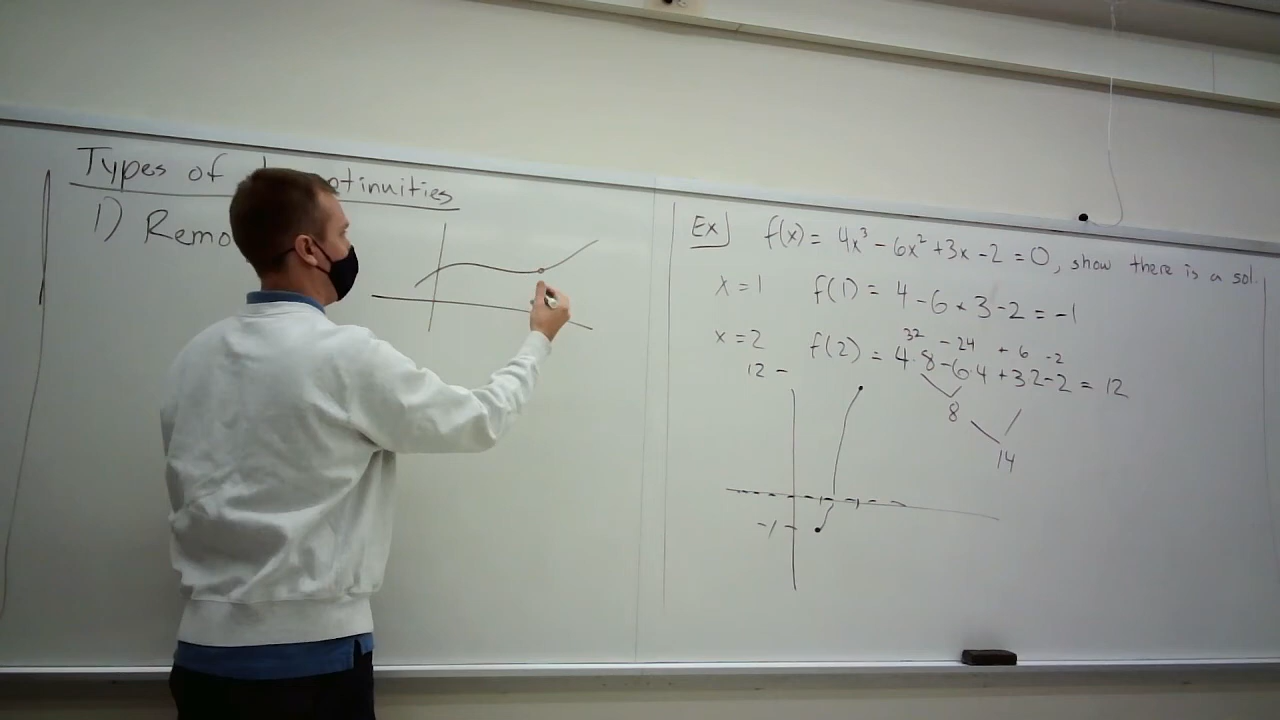 Types of d ntinuities
1) Remo
Ex] f(x) = 4x³ - 6x² + 3x - 2 = 0, show there is a sol.
x = 1 f(1) = 4 - 6 + 3 - 2 = -1
32 - 24 + 6 - 2
x = 2 f(2) = 4·8 - 6·4 + 3·2 - 2 = 12
12
8
14
-1